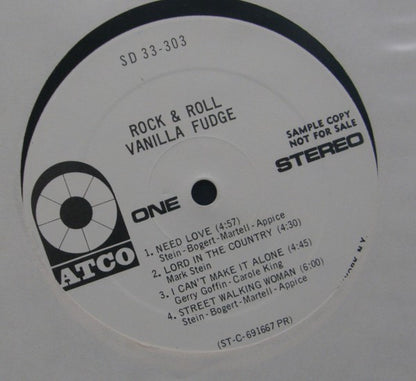 SD 33-303
ROCK & ROLL
VANILLA FUDGE
SAMPLE COPY
NOT FOR SALE
STEREO
ONE
ATCO
1. NEED LOVE (4:57)
Stein-Bogert-Martell-Appice
2. LORD IN THE COUNTRY (4:30)
Mark Stein
3. I CAN'T MAKE IT ALONE (4:45)
Gerry Goffin-Carole King
4. STREET WALKING WOMAN (6:00)
Stein-Bogert-Martell-Appice
(ST-C-691667 PR)
N.Y.